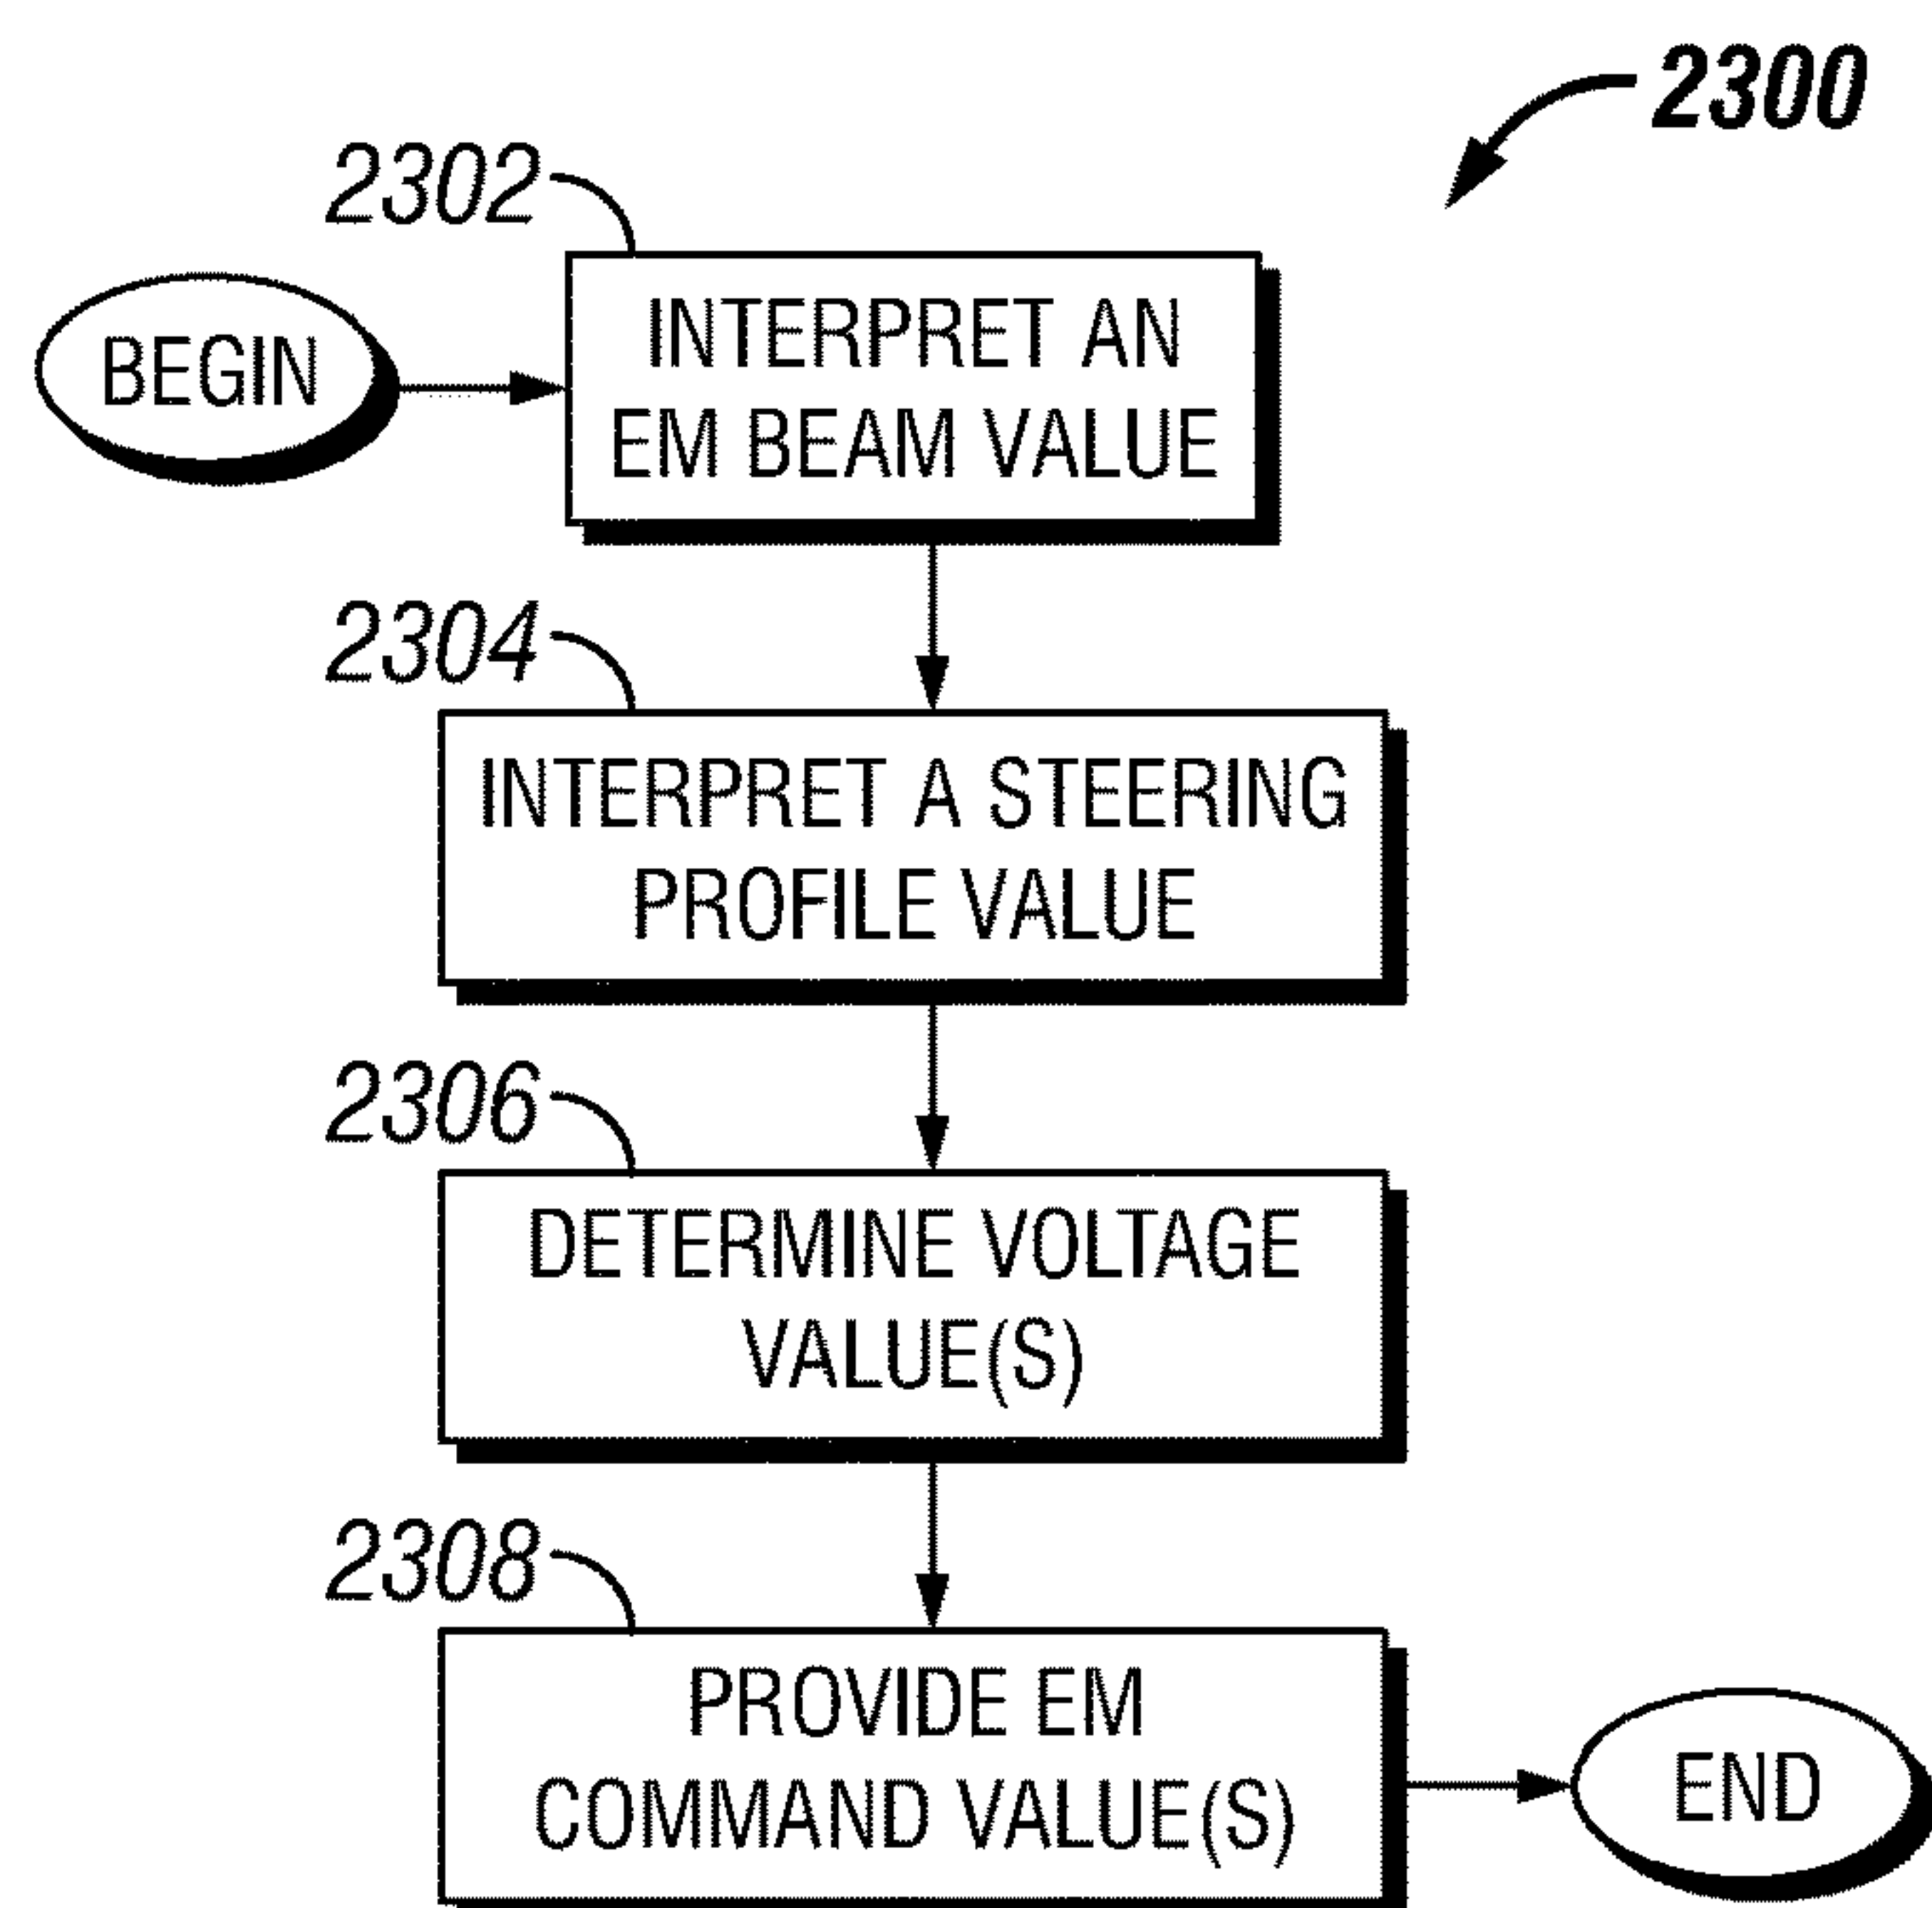 2300
2302
BEGIN
INTERPRET AN
EM BEAM VALUE
2304
INTERPRET A STEERING
PROFILE VALUE
2306
DETERMINE VOLTAGE
VALUE(S)
2308
PROVIDE EM
COMMAND VALUE(S)
END